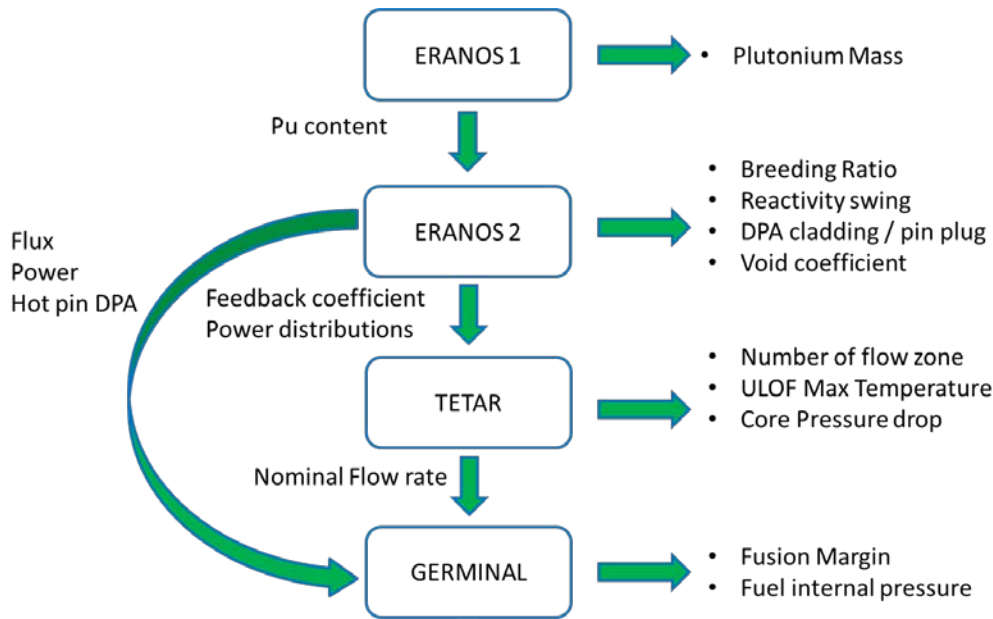 ERANOS 1
• Plutonium Mass
Pu content
ERANOS 2
• Breeding Ratio
• Reactivity swing
• DPA cladding / pin plug
• Void coefficient
Flux
Power
Hot pin DPA
Feedback coefficient
Power distributions
TETAR
• Number of flow zone
• ULOF Max Temperature
• Core Pressure drop
Nominal Flow rate
GERMINAL
• Fusion Margin
• Fuel internal pressure